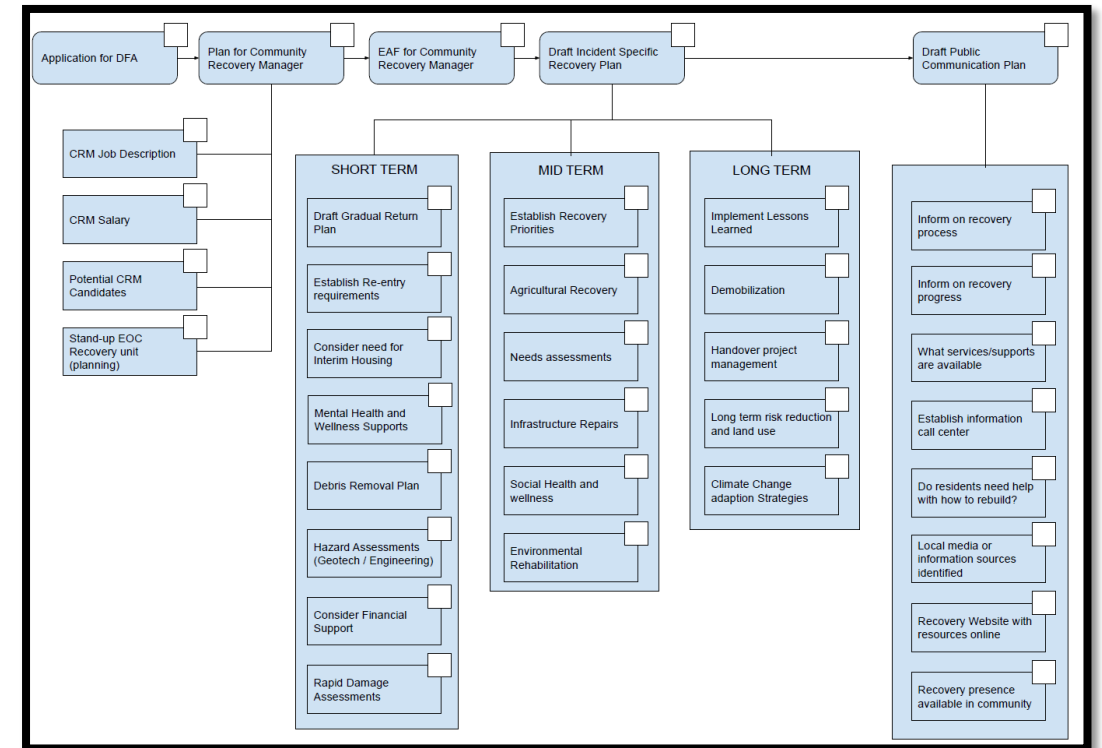 Application for DFA
Plan for Community
Recovery Manager
EAF for Community
Recovery Manager
Draft Incident Specific
Recovery Plan
Draft Public
Communication Plan
CRM Job Description
CRM Salary
Potential CRM
Candidates
Stand-up EOC
Recovery unit
(planning)
SHORT TERM
Draft Gradual Return
Plan
Establish Re-entry
requirements
Consider need for
Interim Housing
Mental Health and
Wellness Supports
Debris Removal Plan
Hazard Assessments
(Geotech / Engineering)
Consider Financial
Support
Rapid Damage
Assessments
MID TERM
Establish Recovery
Priorities
Agricultural Recovery
Needs assessments
Infrastructure Repairs
Social Health and
wellness
Environmental
Rehabilitation
LONG TERM
Implement Lessons
Learned
Demobilization
Handover project
management
Long term risk reduction
and land use
Climate Change
adaption Strategies
Inform on recovery
process
Inform on recovery
progress
What services/supports
are available
Establish information
call center
Do residents need help
with how to rebuild?
Local media or
information sources
identified
Recovery Website with
resources online
Recovery presence
available in community